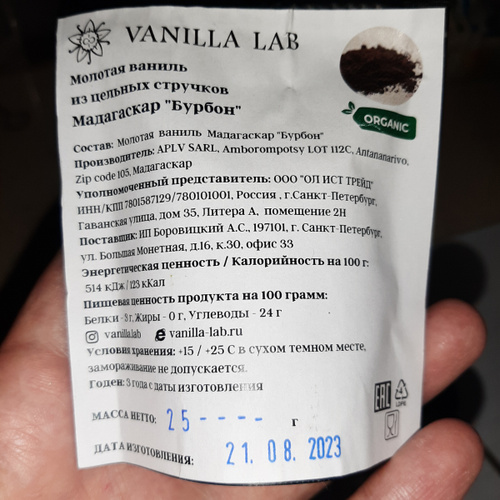 VANILLA LAB
Молотая ваниль
из цельных стручков
Мадагаскар "Бурбон"
ORGANIC
Состав: Молотая ваниль Мадагаскар "Бурбон"
Производитель: APLV SARL, Amborompotsy LOT 112C, Antananarivo,
Zip code 105, Мадагаскар
Уполномоченный представитель: ООО "ОЛ ИСТ ТРЕЙД"
ИНН/КПП 7801587129/780101001, Россия , г.Санкт-Петербург,
Гаванская улица, дом 35, Литера А, помещение 2Н
Поставщик: ИП Боровицкий А.С., 197101, г. Санкт-Петербург,
ул. Большая Монетная, д.16, к.30, офис 33
Энергетическая ценность / Калорийность на 100 г:
514 кДж / 123 кКал
Пищевая ценность продукта на 100 грамм:
Белки - 8 г, Жиры - 0 г, Углеводы - 24 г
vanillalab vanilla-lab.ru
Условия хранения: +15 / +25 С в сухом темном месте,
замораживание не допускается.
Годен: 3 года с даты изготовления
EAC
LDPE
МАССА НЕТТО: 25---- г
ДАТА ИЗГОТОВЛЕНИЯ: 21. 08. 2023